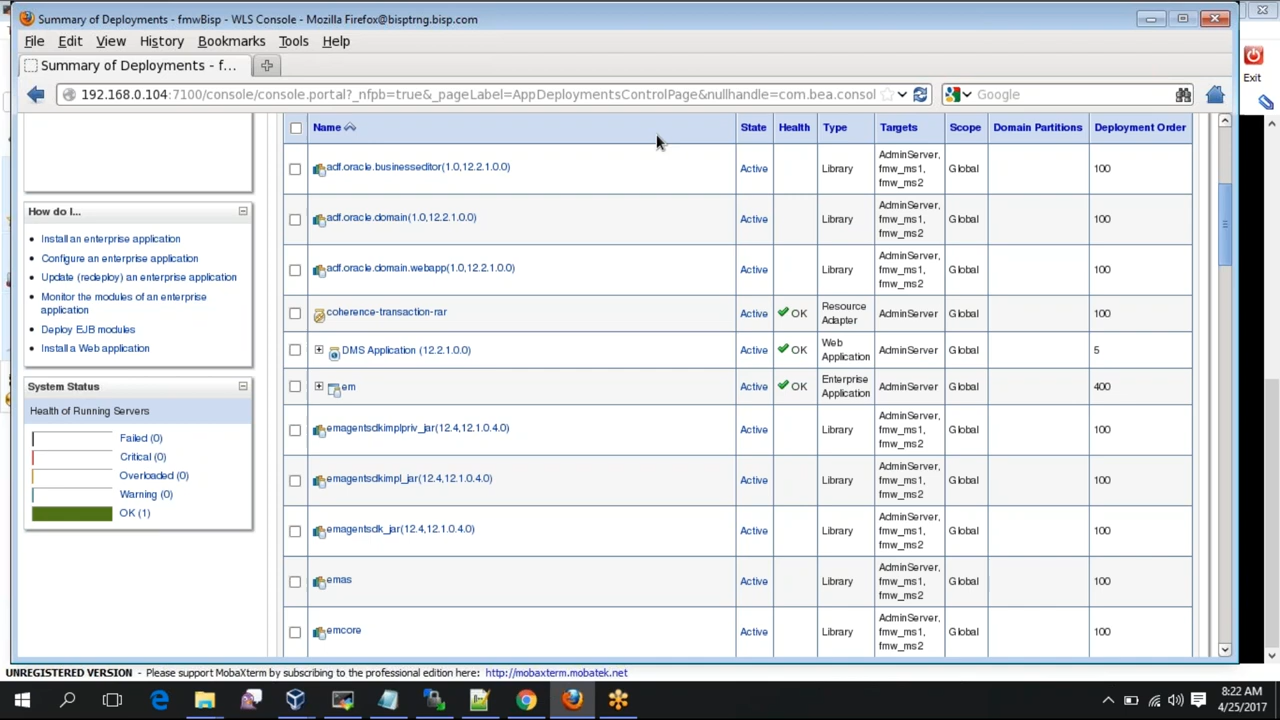 Summary of Deployments - fmwBisp - WLS Console - Mozilla Firefox@bisptrng.bisp.com
File Edit View History Bookmarks Tools Help
Summary of Deployments - f...
192.168.0.104:7100/console/console.portal?_nfpb=true&_pageLabel=AppDeploymentsControlPage&nullhandle=com.bea.consol
Google
Exit
How do I...
Install an enterprise application
Configure an enterprise application
Update (redeploy) an enterprise application
Monitor the modules of an enterprise
application
Deploy EJB modules
Install a Web application
System Status
Health of Running Servers
Failed (0)
Critical (0)
Overloaded (0)
Warning (0)
OK (1)
Name State Health Type Targets Scope Domain Partitions Deployment Order
adf.oracle.businesseditor(1.0,12.2.1.0.0) Active Library AdminServer, Global 100
fmw_ms1,
fmw_ms2
adf.oracle.domain(1.0,12.2.1.0.0) Active Library AdminServer, Global 100
fmw_ms1,
fmw_ms2
adf.oracle.domain.webapp(1.0,12.2.1.0.0) Active Library AdminServer, Global 100
fmw_ms1,
fmw_ms2
coherence-transaction-rar Active OK Resource AdminServer Global 100
Adapter
DMS Application (12.2.1.0.0) Active OK Web AdminServer Global 5
Application
em Active OK Enterprise AdminServer Global 400
Application
emagentsdkimplpriv_jar(12.4,12.1.0.4.0) Active Library AdminServer, Global 100
fmw_ms1,
fmw_ms2
emagentsdkimpl_jar(12.4,12.1.0.4.0) Active Library AdminServer, Global 100
fmw_ms1,
fmw_ms2
emagentsdk_jar(12.4,12.1.0.4.0) Active Library AdminServer, Global 100
fmw_ms1,
fmw_ms2
emas Active Library AdminServer, Global 100
fmw_ms1,
fmw_ms2
emcore Active Library AdminServer, Global 100
fmw_ms1,
fmw_ms2
UNREGISTERED VERSION - Please support MobaXterm by subscribing to the professional edition here: http://mobaxterm.mobatek.net
8:22 AM
4/25/2017